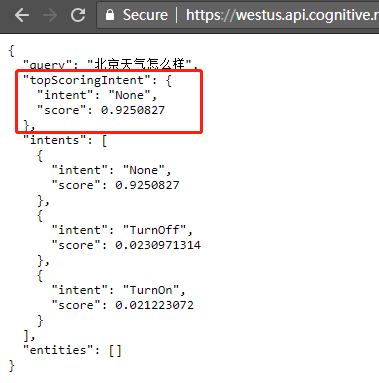 Secure | https://westus.api.cognitive.
{
"query": "北京天气怎么样",
"topScoringIntent": {
"intent": "None",
"score": 0.9250827
},
"intents": [
{
"intent": "None",
"score": 0.9250827
},
{
"intent": "TurnOff",
"score": 0.0230971314
},
{
"intent": "TurnOn",
"score": 0.021223072
}
],
"entities": []
}